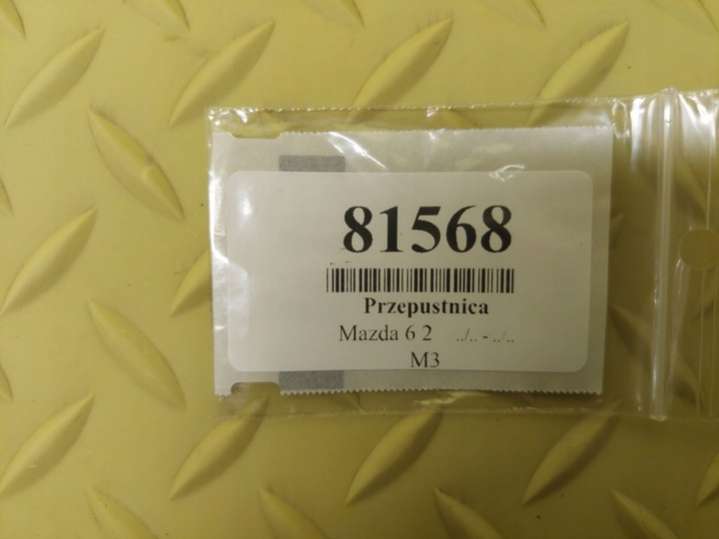 81568
Przepustnica
Mazda 6 2 ../.. - ../..
M3